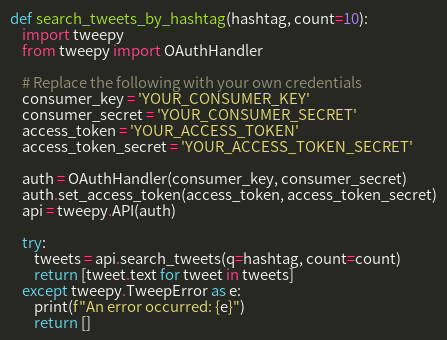 def search_tweets_by_hashtag(hashtag, count=10):
    import tweepy
    from tweepy import OAuthHandler

    # Replace the following with your own credentials
    consumer_key = 'YOUR_CONSUMER_KEY'
    consumer_secret = 'YOUR_CONSUMER_SECRET'
    access_token = 'YOUR_ACCESS_TOKEN'
    access_token_secret = 'YOUR_ACCESS_TOKEN_SECRET'

    auth = OAuthHandler(consumer_key, consumer_secret)
    auth.set_access_token(access_token, access_token_secret)
    api = tweepy.API(auth)

    try:
        tweets = api.search_tweets(q=hashtag, count=count)
        return [tweet.text for tweet in tweets]
    except tweepy.TweepError as e:
        print(f"An error occurred: {e}")
        return []